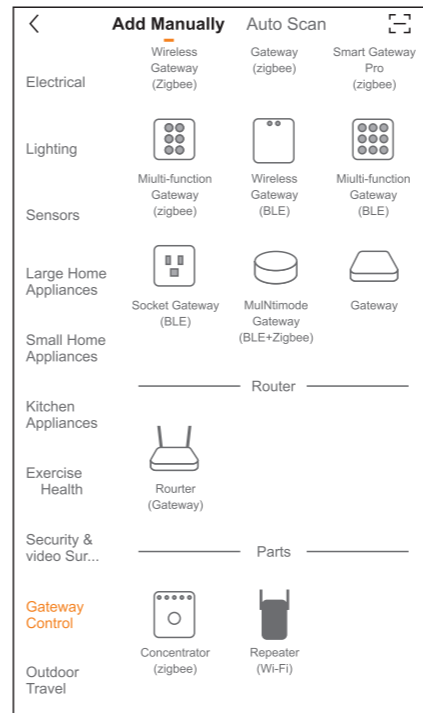 Add Manually Auto Scan
Wireless Gateway (Zigbee)
Gateway (zigbee)
Smart Gateway Pro (zigbee)
Electrical
Lighting
Miulti-function Gateway (zigbee)
Wireless Gateway (BLE)
Miulti-function Gateway (BLE)
Sensors
Large Home Appliances
Socket Gateway (BLE)
MulNtimode Gateway (BLE+Zigbee)
Gateway
Small Home Appliances
Router
Kitchen Appliances
Exercise Health
Rourter (Gateway)
Security & video Sur...
Parts
Gateway Control
Concentrator (zigbee)
Repeater (Wi-Fi)
Outdoor Travel